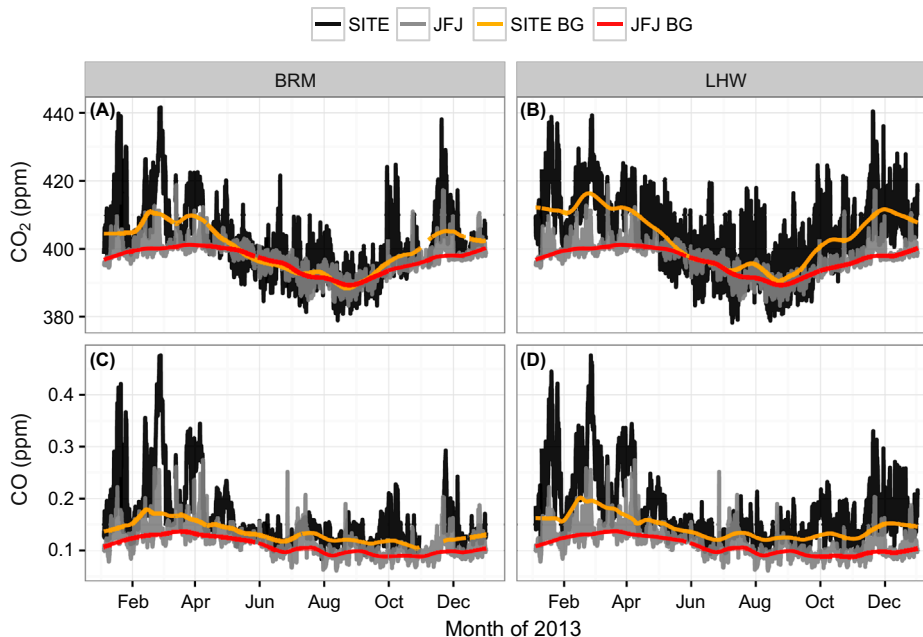 SITE JFJ SITE BG JFJ BG
BRM LHW
(A) (B)
CO₂ (ppm)
440
420
400
380
(C) (D)
CO (ppm)
0.4
0.3
0.2
0.1
Feb Apr Jun Aug Oct Dec Feb Apr Jun Aug Oct Dec
Month of 2013